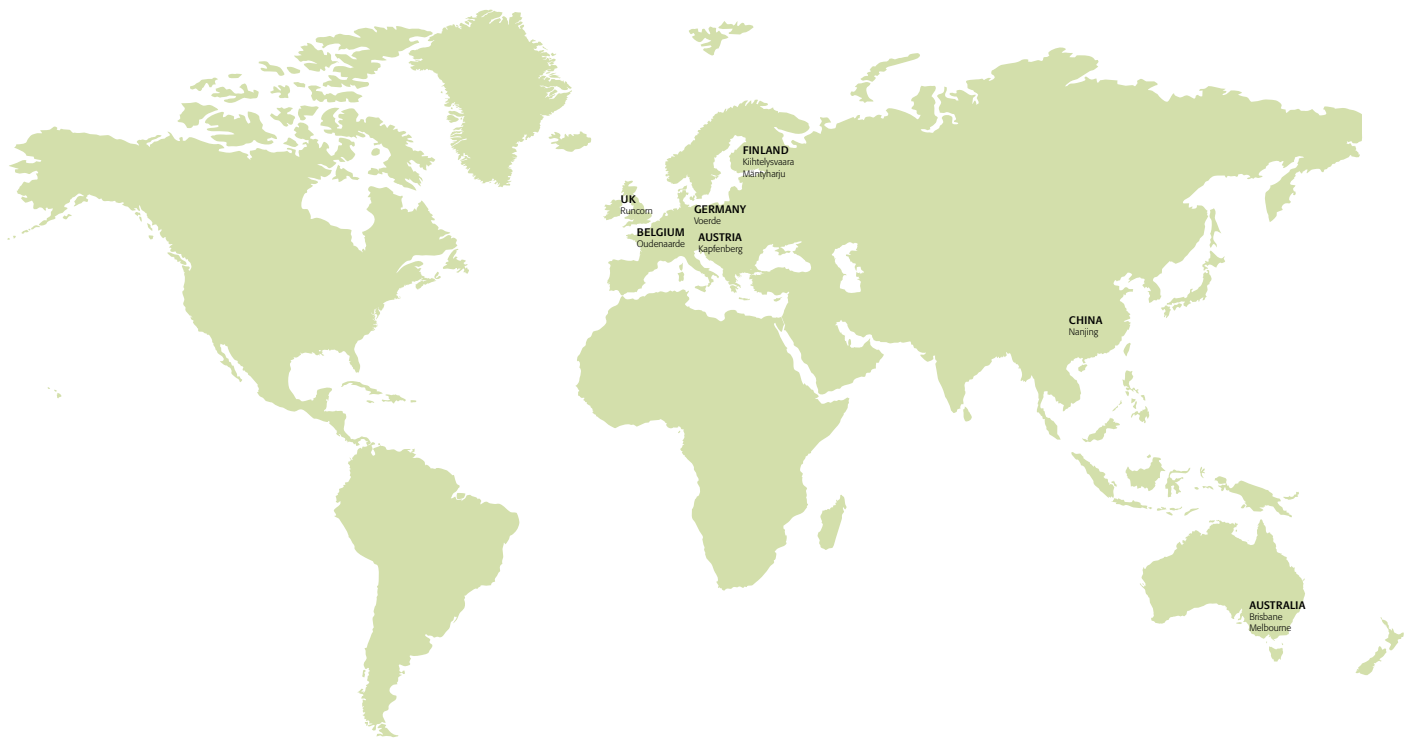 FINLAND
Kiihtelysvaara
Mäntyharju
UK
Runcorn
GERMANY
Voerde
BELGIUM
Oudenaarde
AUSTRIA
Kapfenberg
CHINA
Nanjing
AUSTRALIA
Brisbane
Melbourne